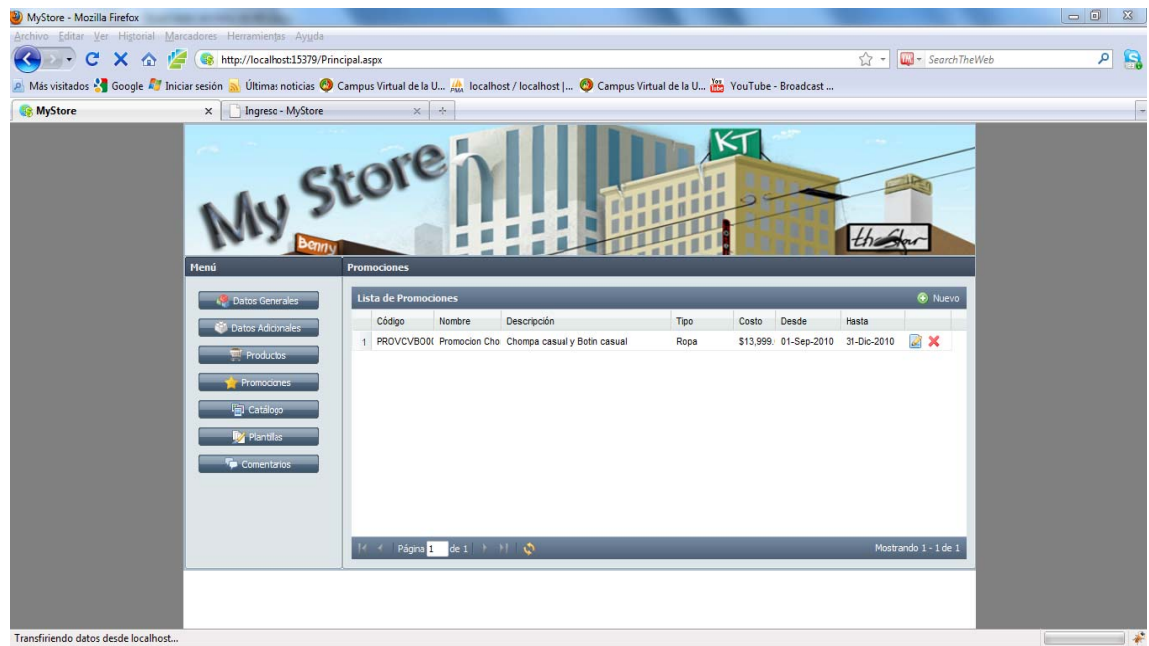 MyStore - Mozilla Firefox
Archivo Editar Ver Historial Marcadores Herramientas Ayuda
http://localhost:15379/Principal.aspx
SearchTheWeb
Más visitados Google Iniciar sesión Últimas noticias Campus Virtual de la U... localhost / localhost |... Campus Virtual de la U... YouTube - Broadcast ...
MyStore Ingreso - MyStore
My Store
KT
Benny
the Star
Menú
Promociones
Datos Generales
Datos Adicionales
Productos
Promociones
Catálogo
Plantillas
Comentarios
Lista de Promociones Nuevo
Código Nombre Descripción Tipo Costo Desde Hasta
1 PROVCVBO0( Promocion Cho Chompa casual y Botin casual Ropa $13,999. 01-Sep-2010 31-Dic-2010
Página 1 de 1 Mostrando 1 - 1 de 1
Transfiriendo datos desde localhost...